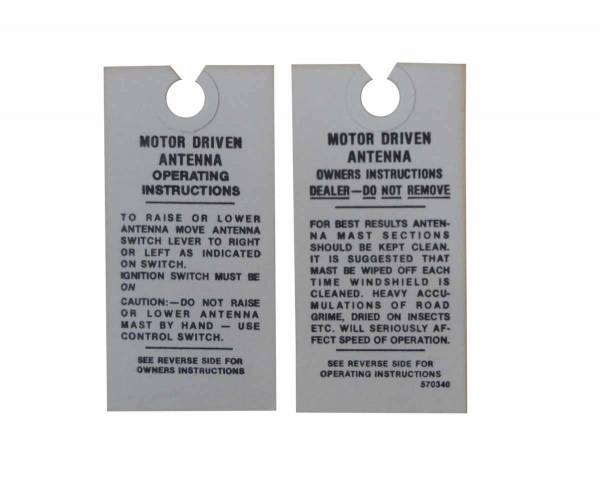 MOTOR DRIVEN
ANTENNA
OPERATING
INSTRUCTIONS
TO RAISE OR LOWER
ANTENNA MOVE ANTENNA
SWITCH LEVER TO RIGHT
OR LEFT AS INDICATED
ON SWITCH.
IGNITION SWITCH MUST BE
ON
CAUTION:—DO NOT RAISE
OR LOWER ANTENNA
MAST BY HAND — USE
CONTROL SWITCH.
SEE REVERSE SIDE FOR
OWNERS INSTRUCTIONS
MOTOR DRIVEN
ANTENNA
OWNERS INSTRUCTIONS
DEALER—DO NOT REMOVE
FOR BEST RESULTS ANTEN-
NA MAST SECTIONS
SHOULD BE KEPT CLEAN.
IT IS SUGGESTED THAT
MAST BE WIPED OFF EACH
TIME WINDSHIELD IS
CLEANED. HEAVY ACCU-
MULATIONS OF ROAD
GRIME, DRIED ON INSECTS
ETC. WILL SERIOUSLY AF-
FECT SPEED OF OPERATION.
SEE REVERSE SIDE FOR
OPERATING INSTRUCTIONS
570346